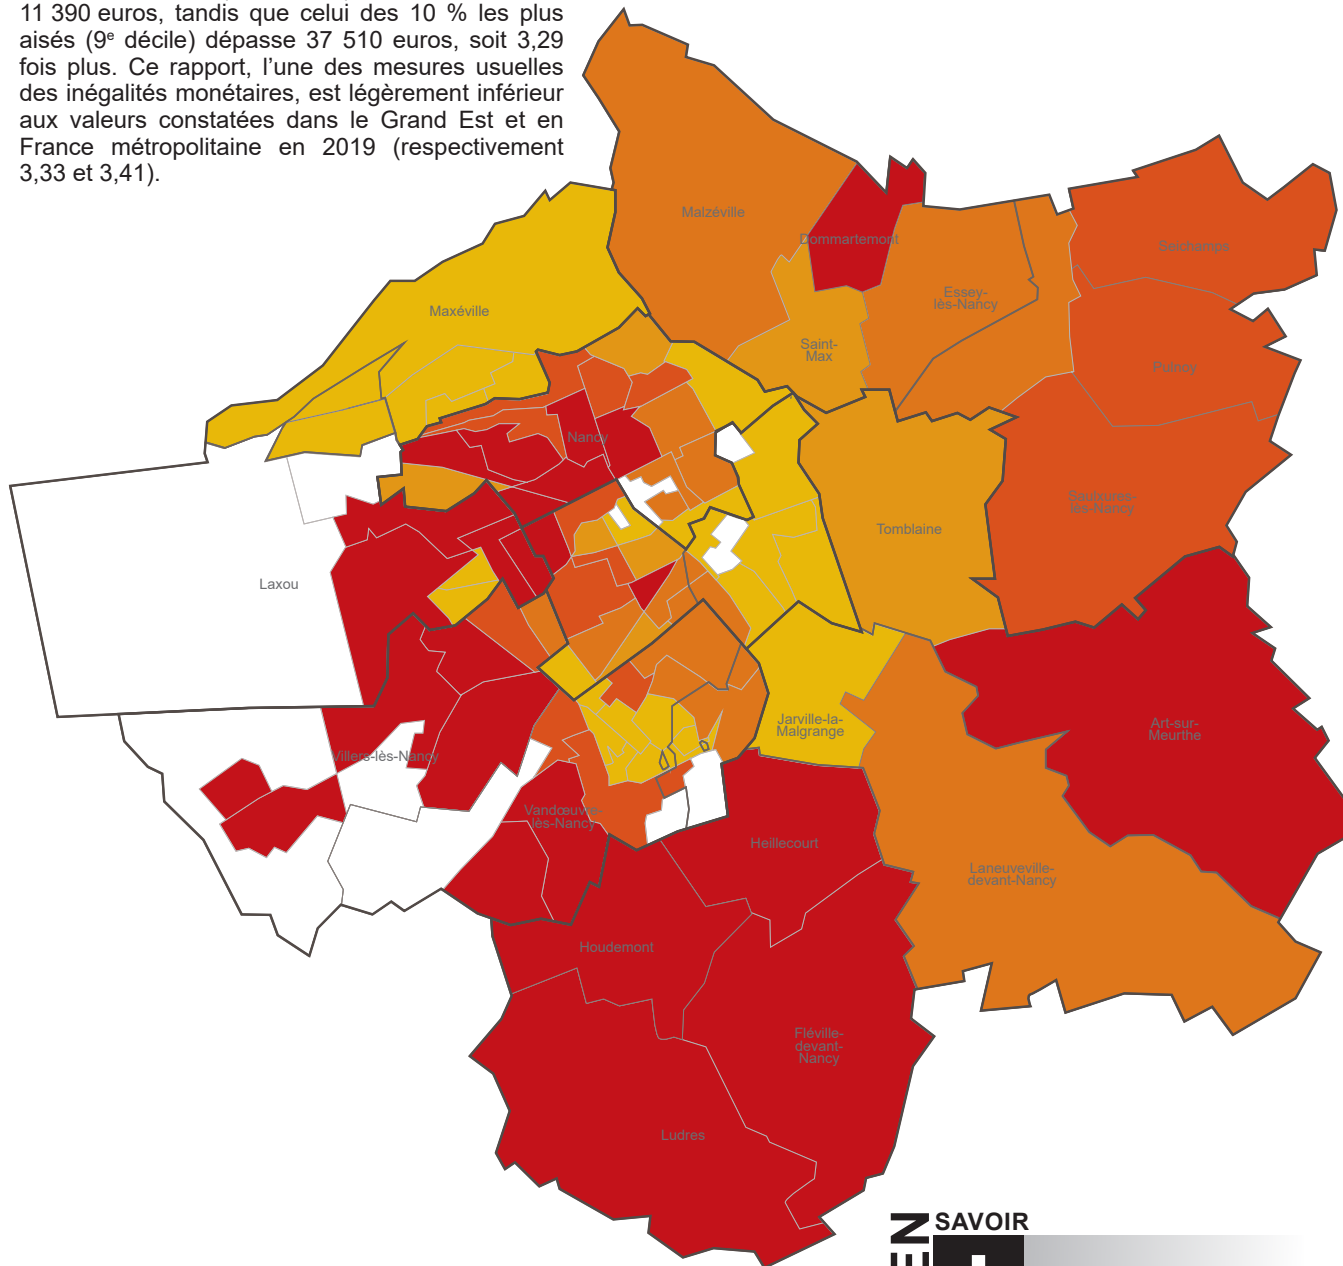 11 390 euros, tandis que celui des 10 % les plus
aisés (9e décile) dépasse 37 510 euros, soit 3,29
fois plus. Ce rapport, l’une des mesures usuelles
des inégalités monétaires, est légèrement inférieur
aux valeurs constatées dans le Grand Est et en
France métropolitaine en 2019 (respectivement
3,33 et 3,41).
Malzéville
Dommartemont
Seichamps
Essey-
lès-Nancy
Maxéville
Saint-
Max
Pulnoy
Nancy
Saulxures-
lès-Nancy
Tomblaine
Laxou
Jarville-la-
Malgrange
Art-sur-
Meurthe
Villers-lès-Nancy
Vandœuvre-
lès-Nancy
Heillecourt
Laneuveville-
devant-Nancy
Houdemont
Fléville-
devant-
Nancy
Ludres
EN
SAVOIR